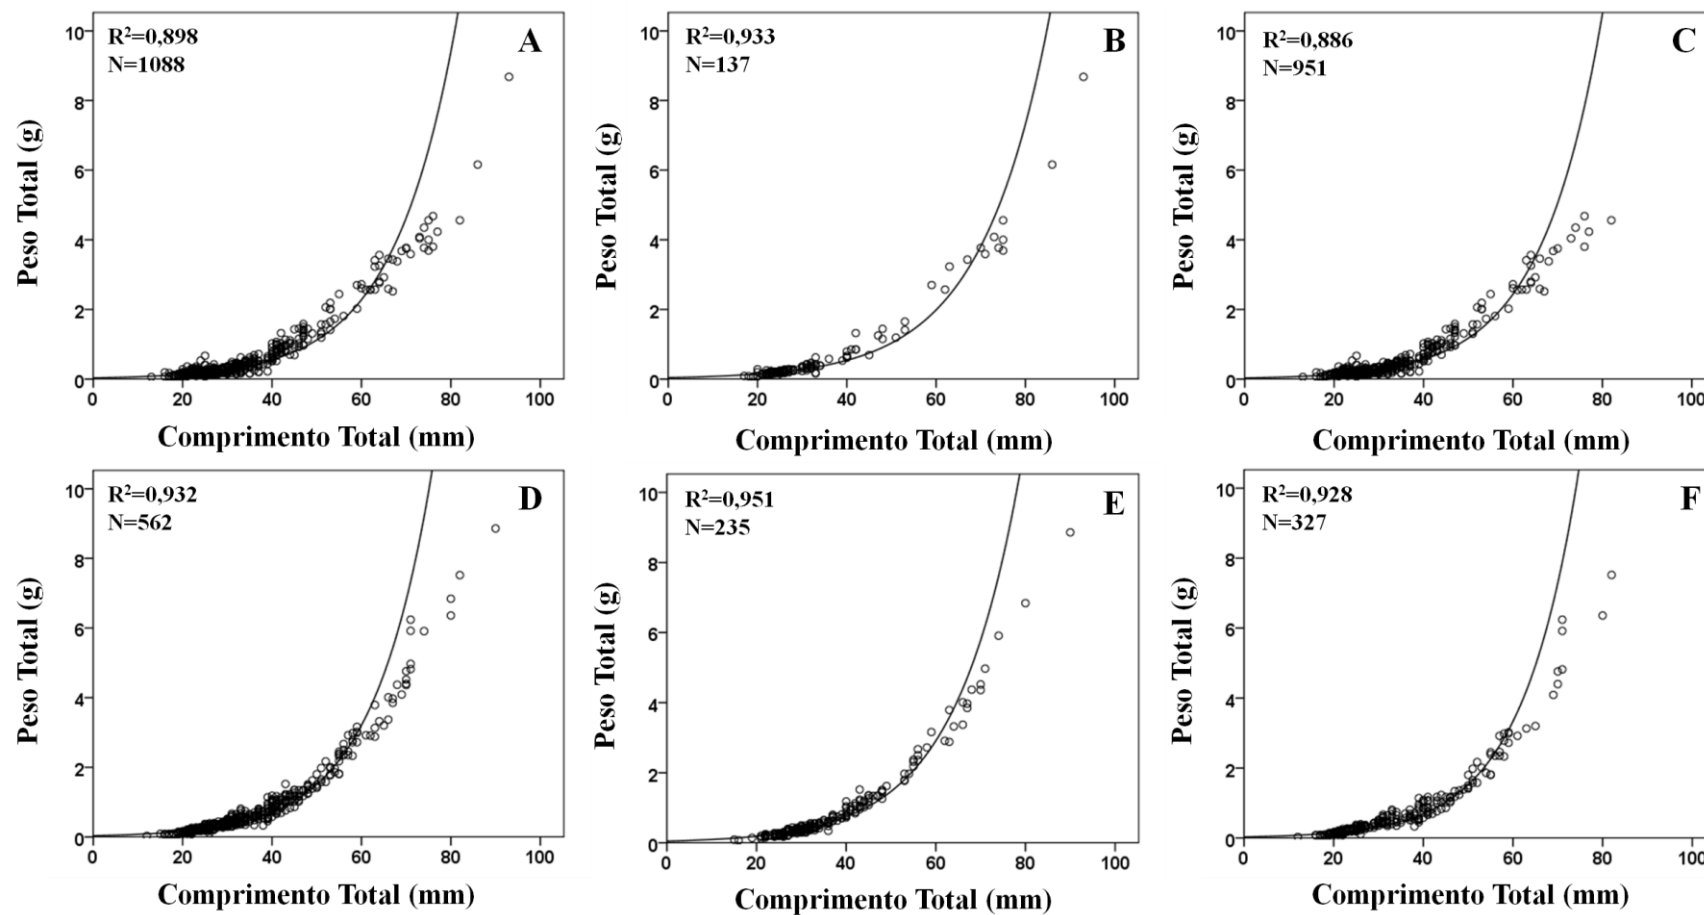 R²=0,898
N=1088
A
Peso Total (g)
10
8
6
4
2
0
0 20 40 60 80 100
Comprimento Total (mm)
R²=0,933
N=137
B
Peso Total (g)
10
8
6
4
2
0
0 20 40 60 80 100
Comprimento Total (mm)
R²=0,886
N=951
C
Peso Total (g)
10
8
6
4
2
0
0 20 40 60 80 100
Comprimento Total (mm)
R²=0,932
N=562
D
Peso Total (g)
10
8
6
4
2
0
0 20 40 60 80 100
Comprimento Total (mm)
R²=0,951
N=235
E
Peso Total (g)
10
8
6
4
2
0
0 20 40 60 80 100
Comprimento Total (mm)
R²=0,928
N=327
F
Peso Total (g)
10
8
6
4
2
0
0 20 40 60 80 100
Comprimento Total (mm)